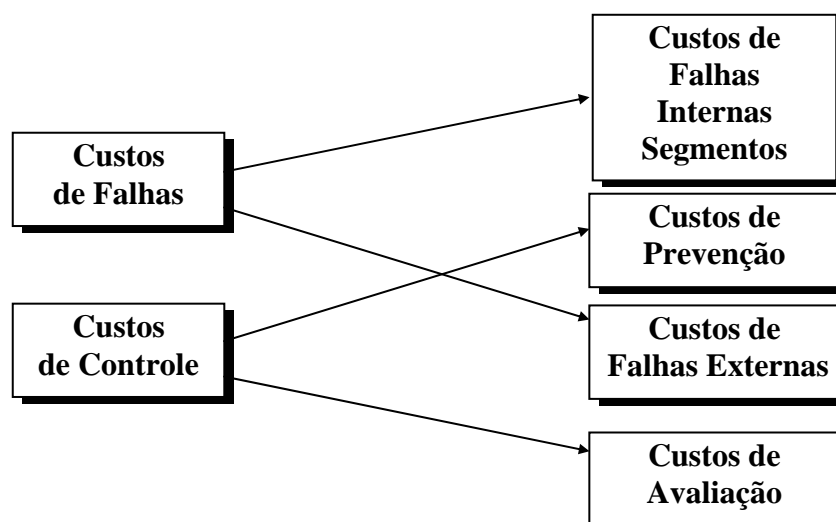 Custos
de Falhas
Custos
de Controle
Custos de
Falhas
Internas
Segmentos
Custos de
Prevenção
Custos de
Falhas Externas
Custos de
Avaliação